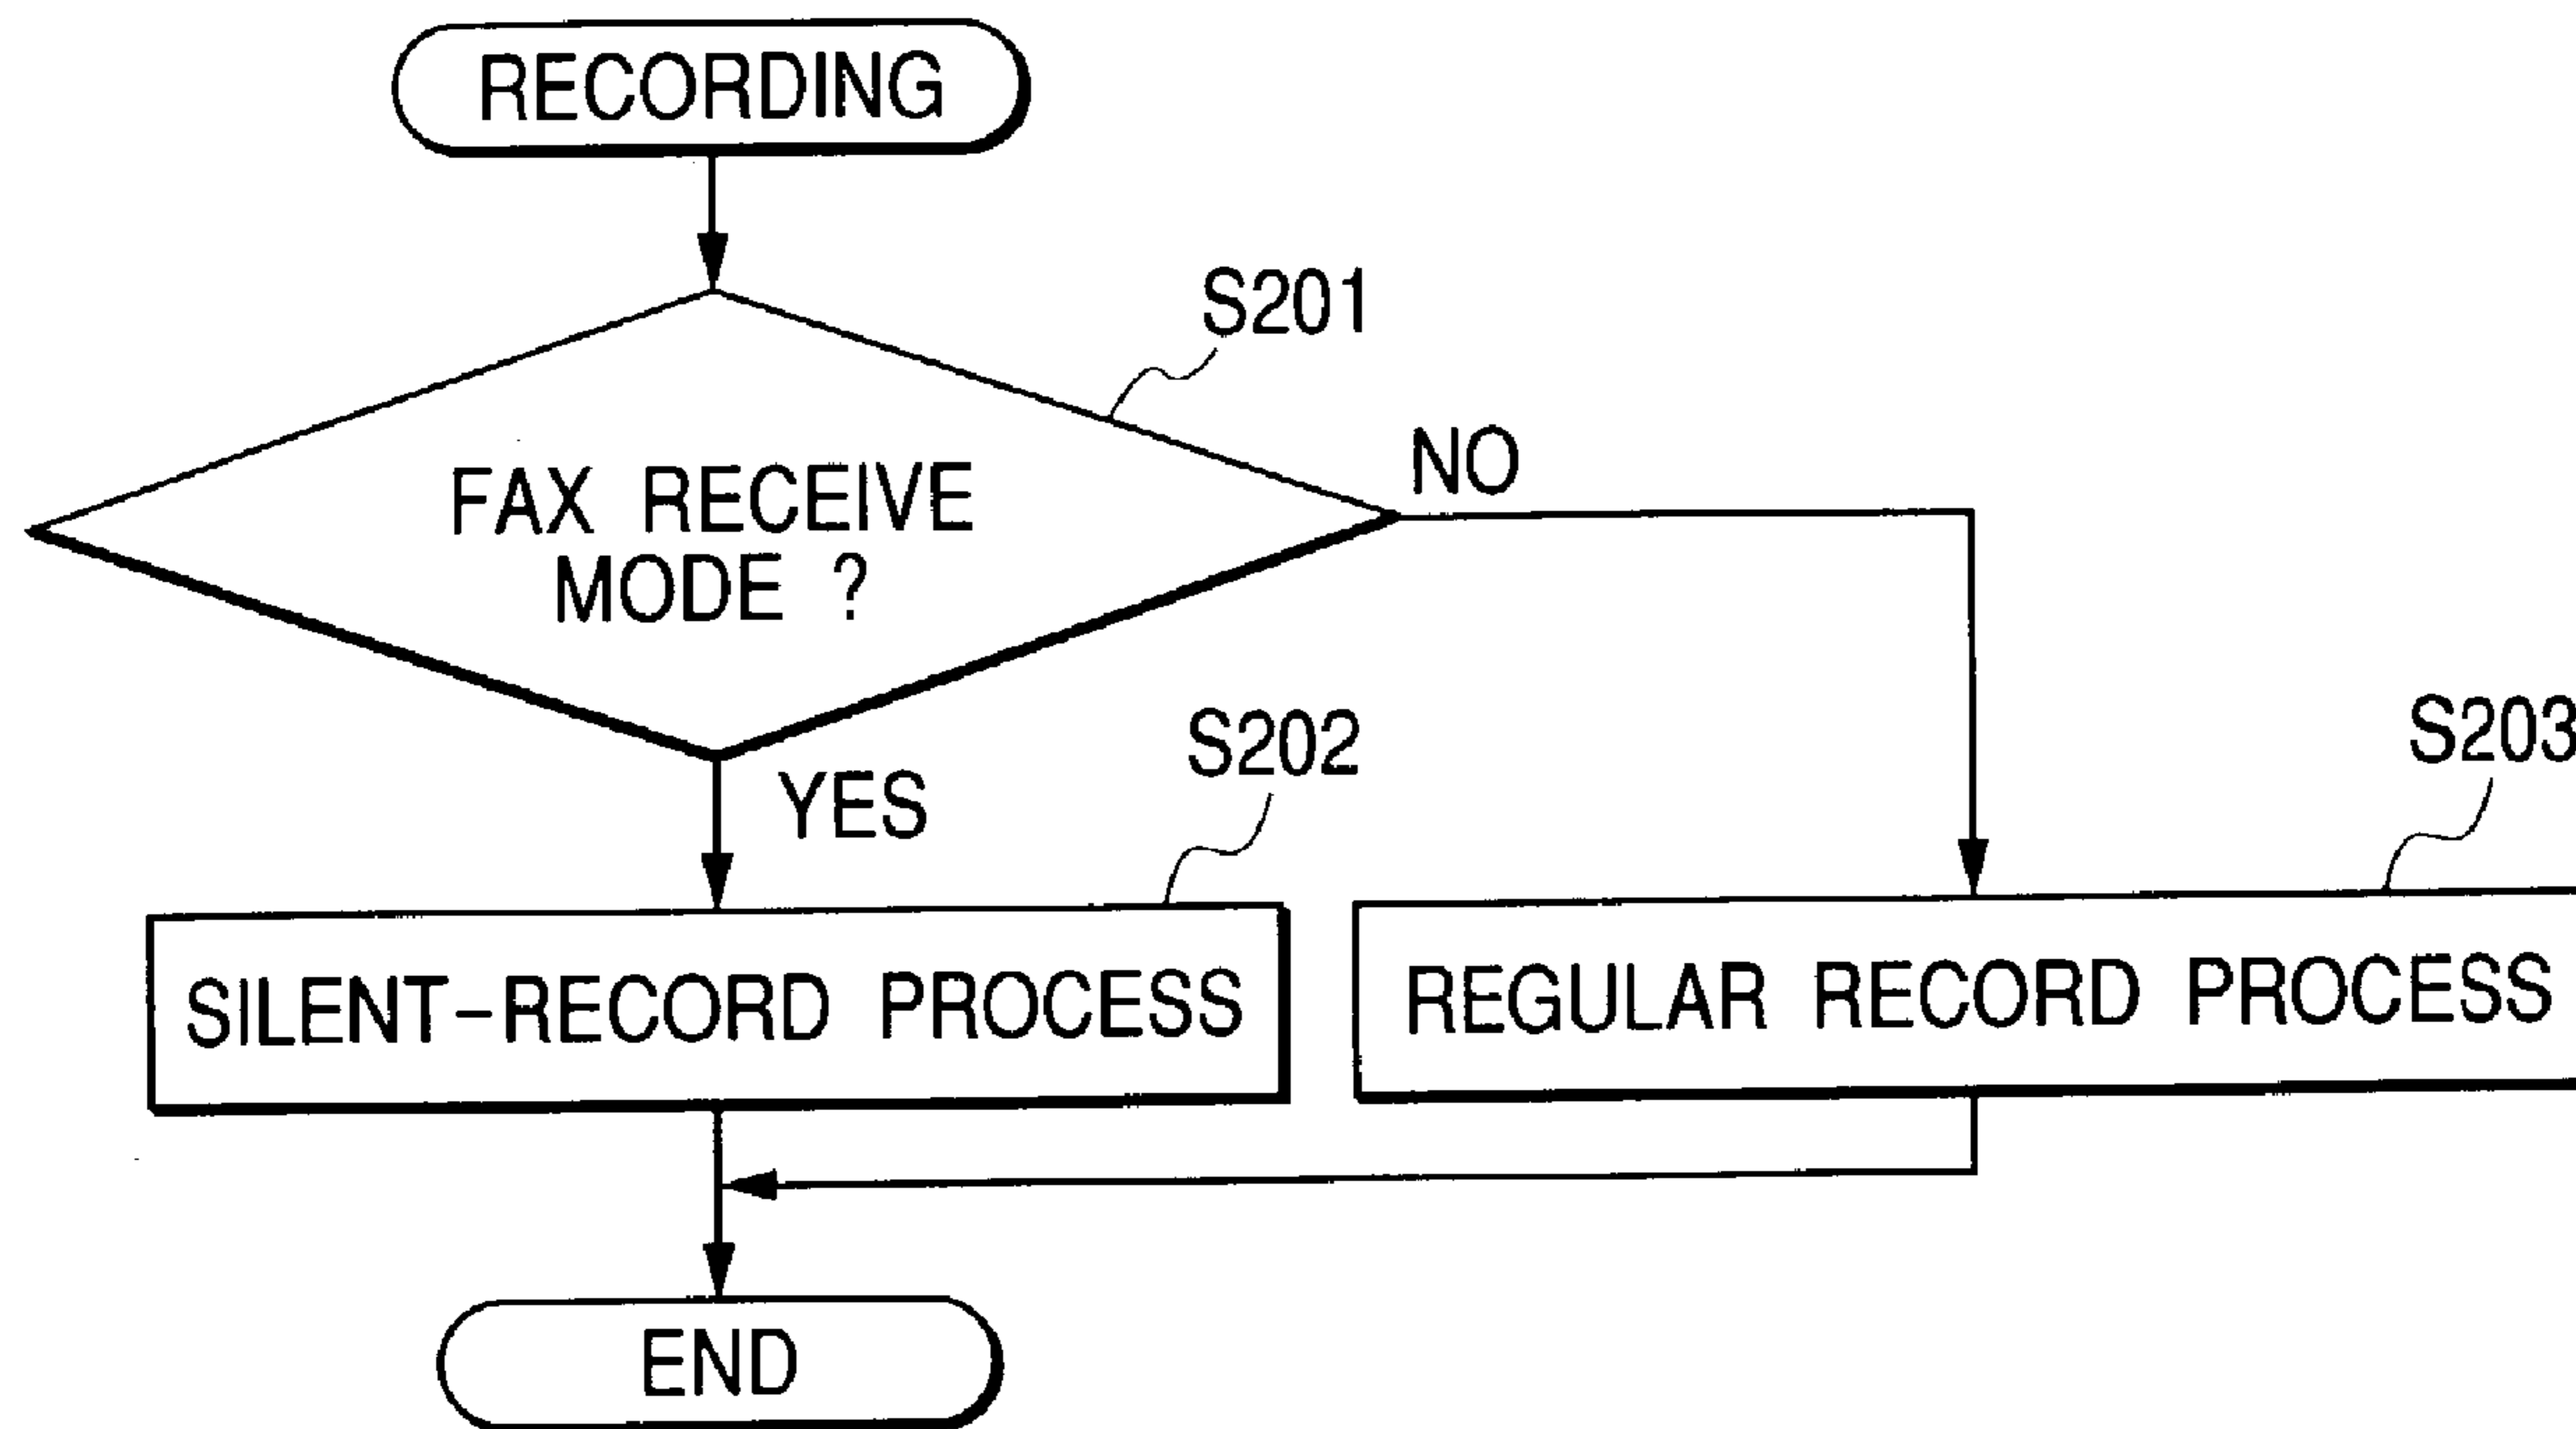 RECORDING
S201
FAX RECEIVE
MODE ?
NO
YES
S202
S203
SILENT-RECORD PROCESS
REGULAR RECORD PROCESS
END